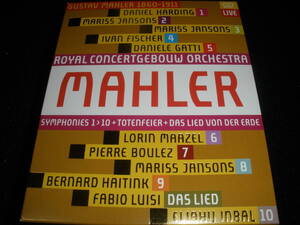 GUSTAV MAHLER 1860-1911
LIVE
DANIEL HARDING 1
MARISS JANSONS 2
MARISS JANSONS 3
IVAN FISCHER 4
DANIELE GATTI 5
ROYAL CONCERTGEBOUW ORCHESTRA
MAHLER
SYMPHONIES 1>10+TOTENFEIER+DAS LIED VON DER ERDE
LORIN MAAZEL 6
PIERRE BOULEZ 7
MARISS JANSONS 8
BERNARD HAITINK 9
FABIO LUISI DAS LIED
ELIAHU INBAL 10